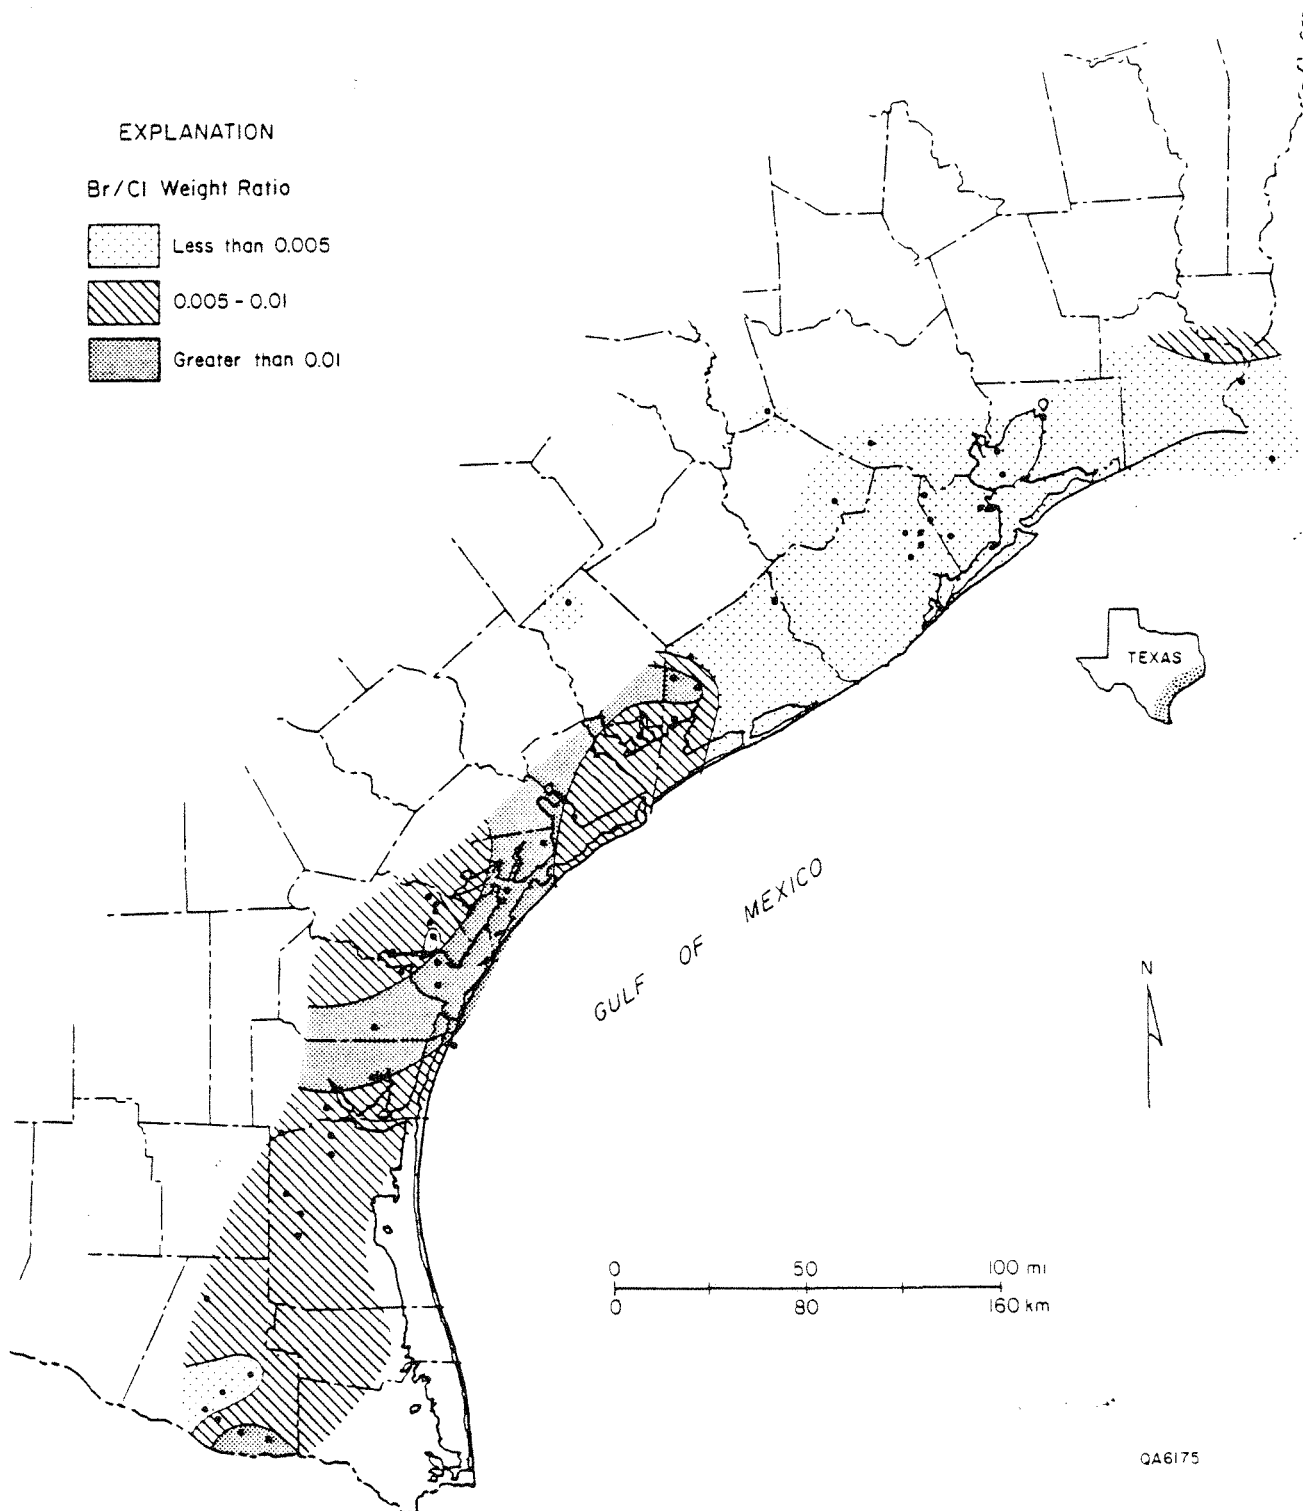 EXPLANATION
Br/Cl Weight Ratio
Less than 0.005
0.005 - 0.01
Greater than 0.01
TEXAS
GULF OF MEXICO
N
0 50 100 mi
0 80 160 km
QA6175